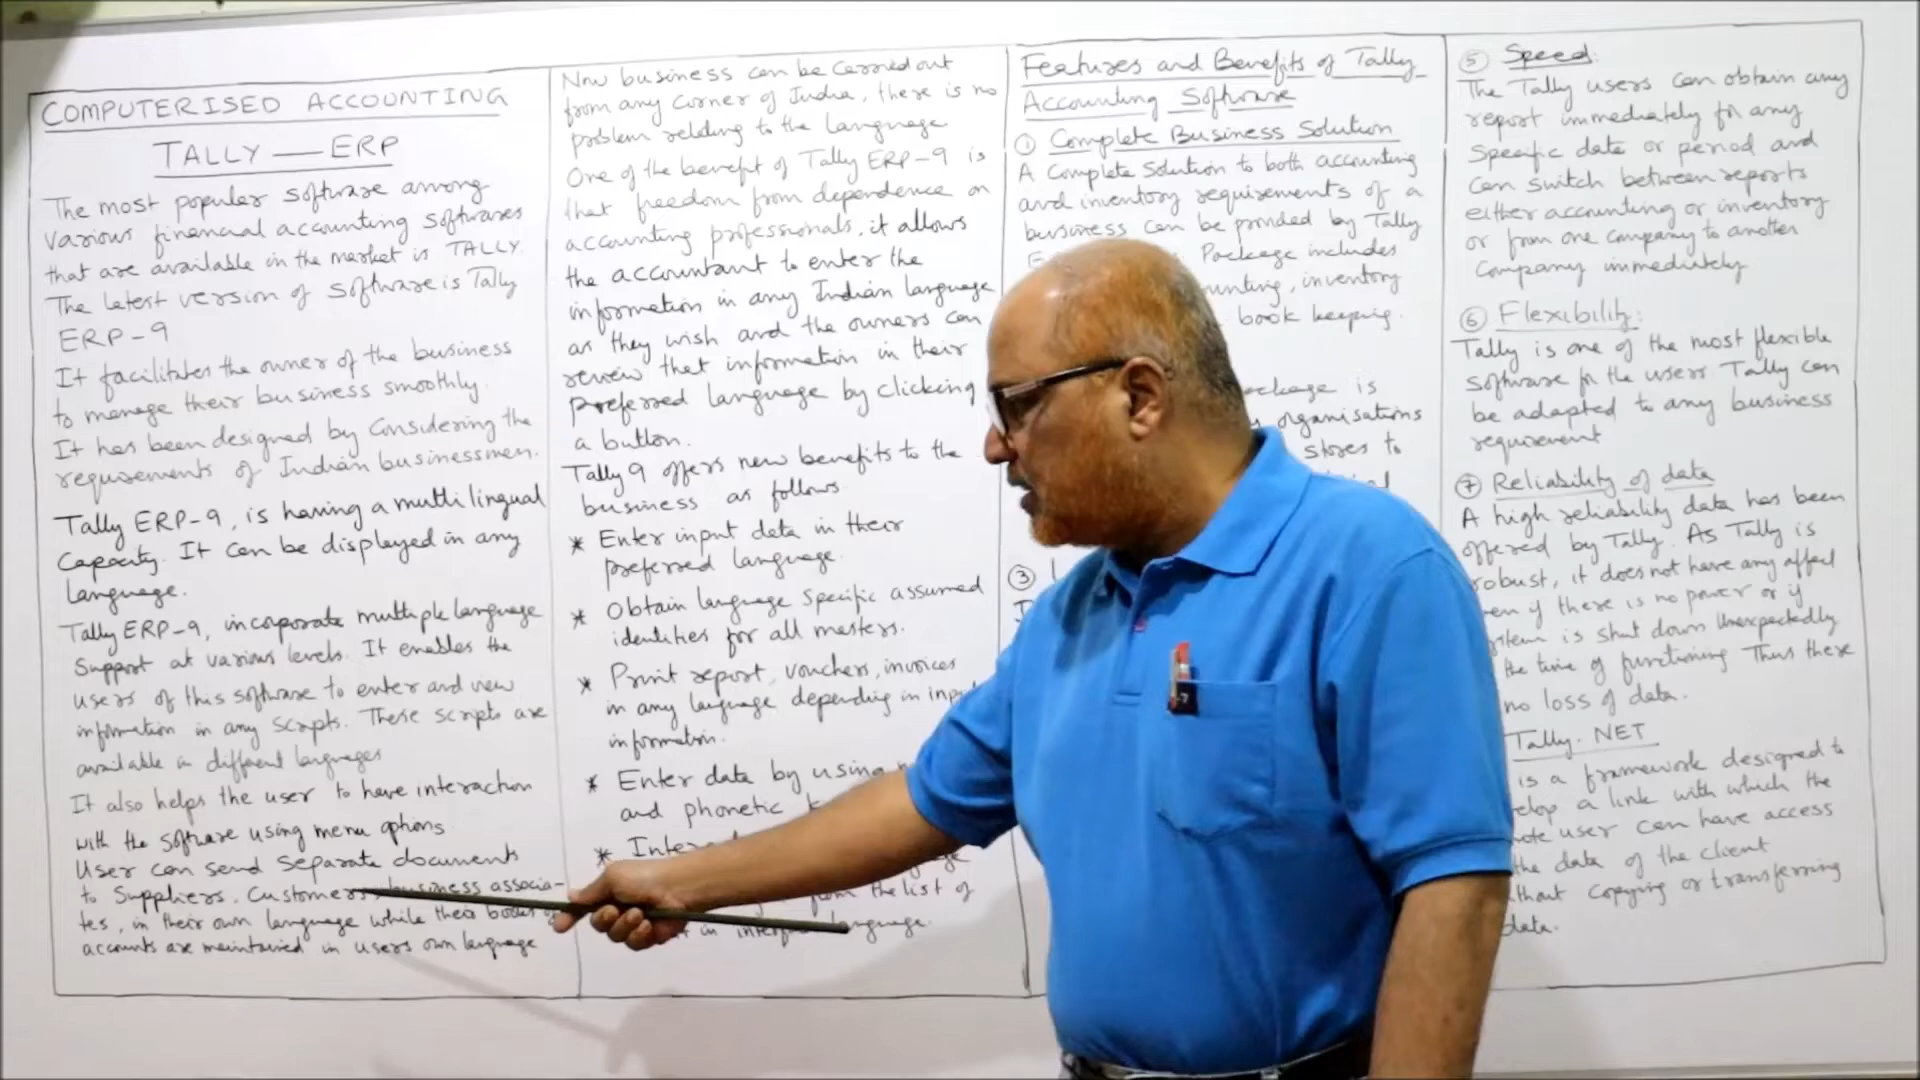 COMPUTERISED ACCOUNTING
TALLY — ERP
The most popular software among
various financial accounting softwares
that are available in the market is TALLY.
The latest version of software is Tally
ERP-9
It facilitates the owner of the business
to manage their business smoothly.
It has been designed by Considering the
requirements of Indian businessmen.
Tally ERP-9, is having a multi lingual
Capacity. It can be displayed in any
language.
Tally ERP-9, incorporate multiple language
Support at various levels. It enables the
users of this software to enter and view
information in any Scripts. These scripts are
available in different languages
It also helps the user to have interaction
with the software using menu options
User can send separate documents
to Suppliers. Customers, business associa-
tes, in their own language while their books of
accounts are maintained in users own language
Now business can be carried out
from any corner of India, there is no
problem relating to the language
One of the benefit of Tally ERP-9 is
that freedom from dependence on
accounting professionals, it allows
the accountant to enter the
information in any Indian language
as they wish and the owners can
review that information in their
preferred language by clicking
a button.
Tally 9 offers new benefits to the
business as follows.
* Enter input data in their
preferred language.
* Obtain language specific assumed
identities for all masters.
* Print report, vouchers, invoices
in any language depending in
information.
* Enter data by using
and phonetic
*
from the list of
in language.
Features and Benefits of Tally
Accounting Software
① Complete Business Solution
A Complete Solution to both accounting
and inventory requirements of a
business can be provided by Tally
Package includes
inventory
book keeping.
is
organisations
stores to
③
⑤ Speed:
The Tally users can obtain any
report immediately for any
Specific date or period and
can switch between reports
either accounting or inventory
or from one company to another
Company immediately
⑥ Flexibility:
Tally is one of the most flexible
software for the users Tally can
be adapted to any business
requirement
⑦ Reliability of data
A high reliability data has been
offered by Tally. As Tally is
robust, it does not have any affect
if there is no power or if
is shut down Unexpectedly
the time of functioning Thus there
no loss of data.
Tally. NET
is a framework designed to
a link with which the
user can have access
the data of the client
copying or transferring
data.